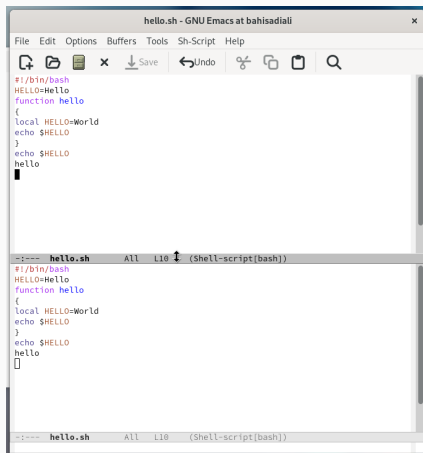 hello.sh - GNU Emacs at bahisadiali ×
File Edit Options Buffers Tools Sh-Script Help
Save Undo
#!/bin/bash
HELLO=Hello
function hello
{
local HELLO=World
echo $HELLO
}
echo $HELLO
hello
-:--- hello.sh All L10 (Shell-script[bash])
#!/bin/bash
HELLO=Hello
function hello
{
local HELLO=World
echo $HELLO
}
echo $HELLO
hello
-:--- hello.sh All L10 (Shell-script[bash])